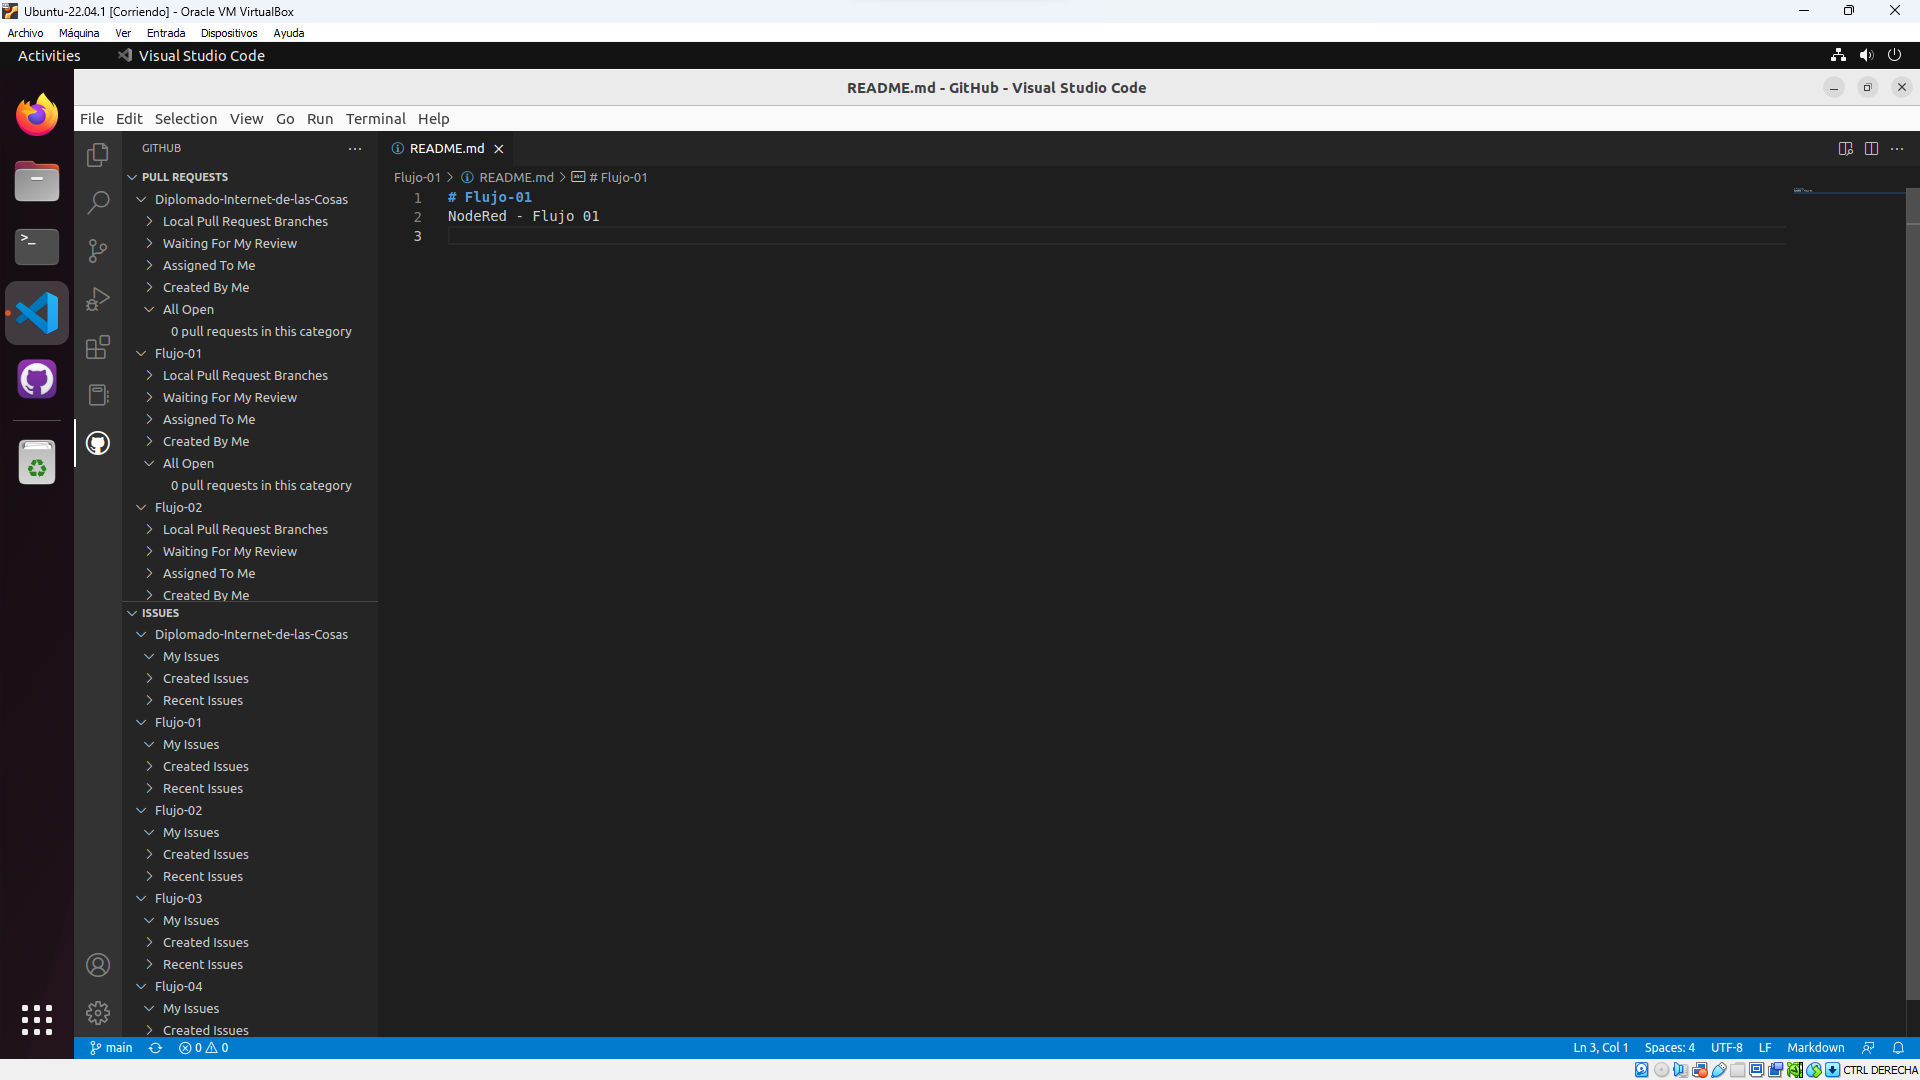 Ubuntu-22.04.1 [Corriendo] - Oracle VM VirtualBox
Archivo Máquina Ver Entrada Dispositivos Ayuda
Activities Visual Studio Code
README.md - GitHub - Visual Studio Code
File Edit Selection View Go Run Terminal Help
GITHUB
PULL REQUESTS
Diplomado-Internet-de-las-Cosas
Local Pull Request Branches
Waiting For My Review
Assigned To Me
Created By Me
All Open
0 pull requests in this category
Flujo-01
Local Pull Request Branches
Waiting For My Review
Assigned To Me
Created By Me
All Open
0 pull requests in this category
Flujo-02
Local Pull Request Branches
Waiting For My Review
Assigned To Me
Created By Me
ISSUES
Diplomado-Internet-de-las-Cosas
My Issues
Created Issues
Recent Issues
Flujo-01
My Issues
Created Issues
Recent Issues
Flujo-02
My Issues
Created Issues
Recent Issues
Flujo-03
My Issues
Created Issues
Recent Issues
Flujo-04
My Issues
Created Issues
README.md
Flujo-01 > README.md > # Flujo-01
1 # Flujo-01
2 NodeRed - Flujo 01
3
main 0 0 Ln 3, Col 1 Spaces: 4 UTF-8 LF Markdown
CTRL DERECHA